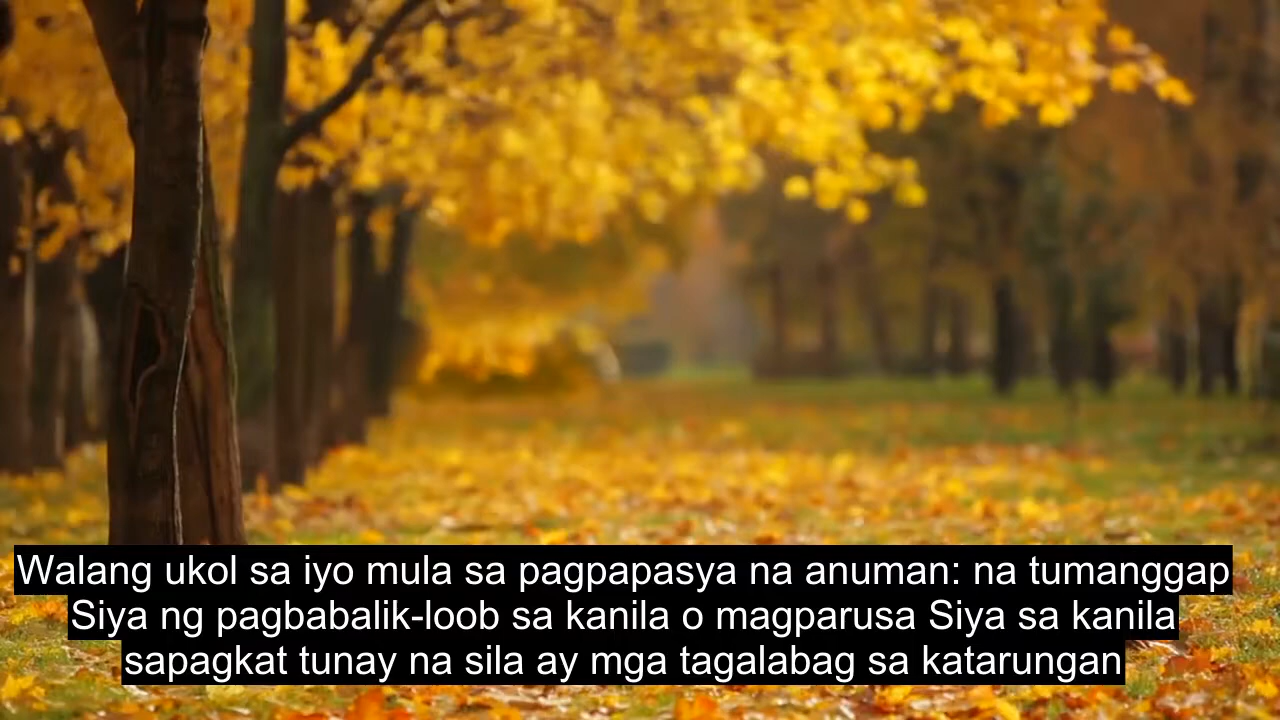 Walang ukol sa iyo mula sa pagpapasya na anuman: na tumanggap
Siya ng pagbabalik-loob sa kanila o magparusa Siya sa kanila
sapagkat tunay na sila ay mga tagalabag sa katarungan